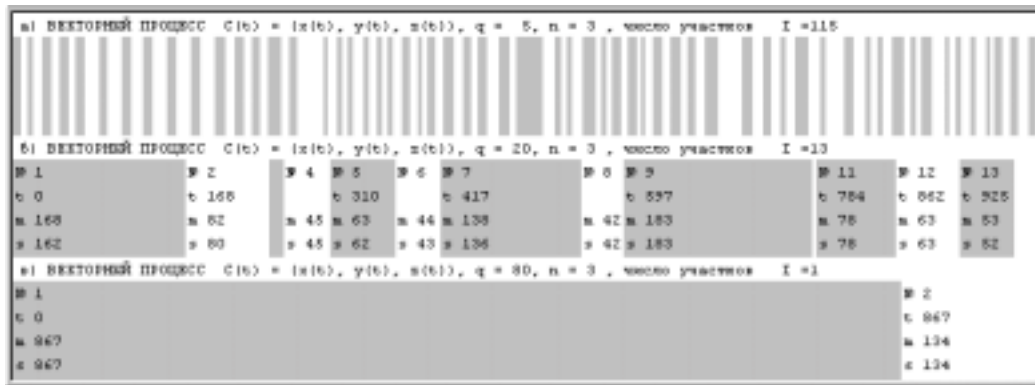 а) ВЕКТОРНЫЙ ПРОЦЕСС C(t) = (x(t), y(t), z(t)), q = 5, n = 3 , число участков I =115
б) ВЕКТОРНЫЙ ПРОЦЕСС C(t) = (x(t), y(t), z(t)), q = 20, n = 3 , число участков I =13
№ 1 № 2 № 4 № 5 № 6 № 7 № 8 № 9 № 11 № 12 № 13
t 0 t 168 t 310 t 417 t 597 t 784 t 862 t 925
m 168 m 82 m 45 m 63 m 44 m 138 m 42 m 183 m 78 m 63 m 53
s 162 s 80 s 45 s 62 s 43 s 136 s 42 s 183 s 78 s 63 s 52
в) ВЕКТОРНЫЙ ПРОЦЕСС C(t) = (x(t), y(t), z(t)), q = 80, n = 3 , число участков I =1
№ 1 № 2
t 0 t 867
m 867 m 134
s 867 s 134